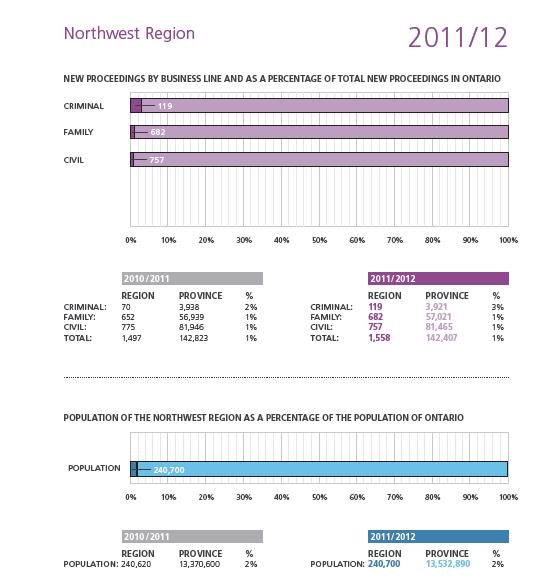 Northwest Region
2011/12
NEW PROCEEDINGS BY BUSINESS LINE AND AS A PERCENTAGE OF TOTAL NEW PROCEEDINGS IN ONTARIO
CRIMINAL 119
FAMILY 682
CIVIL 757
0% 10% 20% 30% 40% 50% 60% 70% 80% 90% 100%
2010/2011 2011/2012
REGION PROVINCE % REGION PROVINCE %
CRIMINAL: 70 3,938 2% CRIMINAL: 119 3,921 3%
FAMILY: 652 56,939 1% FAMILY: 682 57,021 1%
CIVIL: 775 81,946 1% CIVIL: 757 81,465 1%
TOTAL: 1,497 142,823 1% TOTAL: 1,558 142,407 1%
POPULATION OF THE NORTHWEST REGION AS A PERCENTAGE OF THE POPULATION OF ONTARIO
POPULATION 240,700
0% 10% 20% 30% 40% 50% 60% 70% 80% 90% 100%
2010/2011 2011/2012
REGION PROVINCE % REGION PROVINCE %
POPULATION: 240,620 13,370,600 2% POPULATION: 240,700 13,532,890 2%